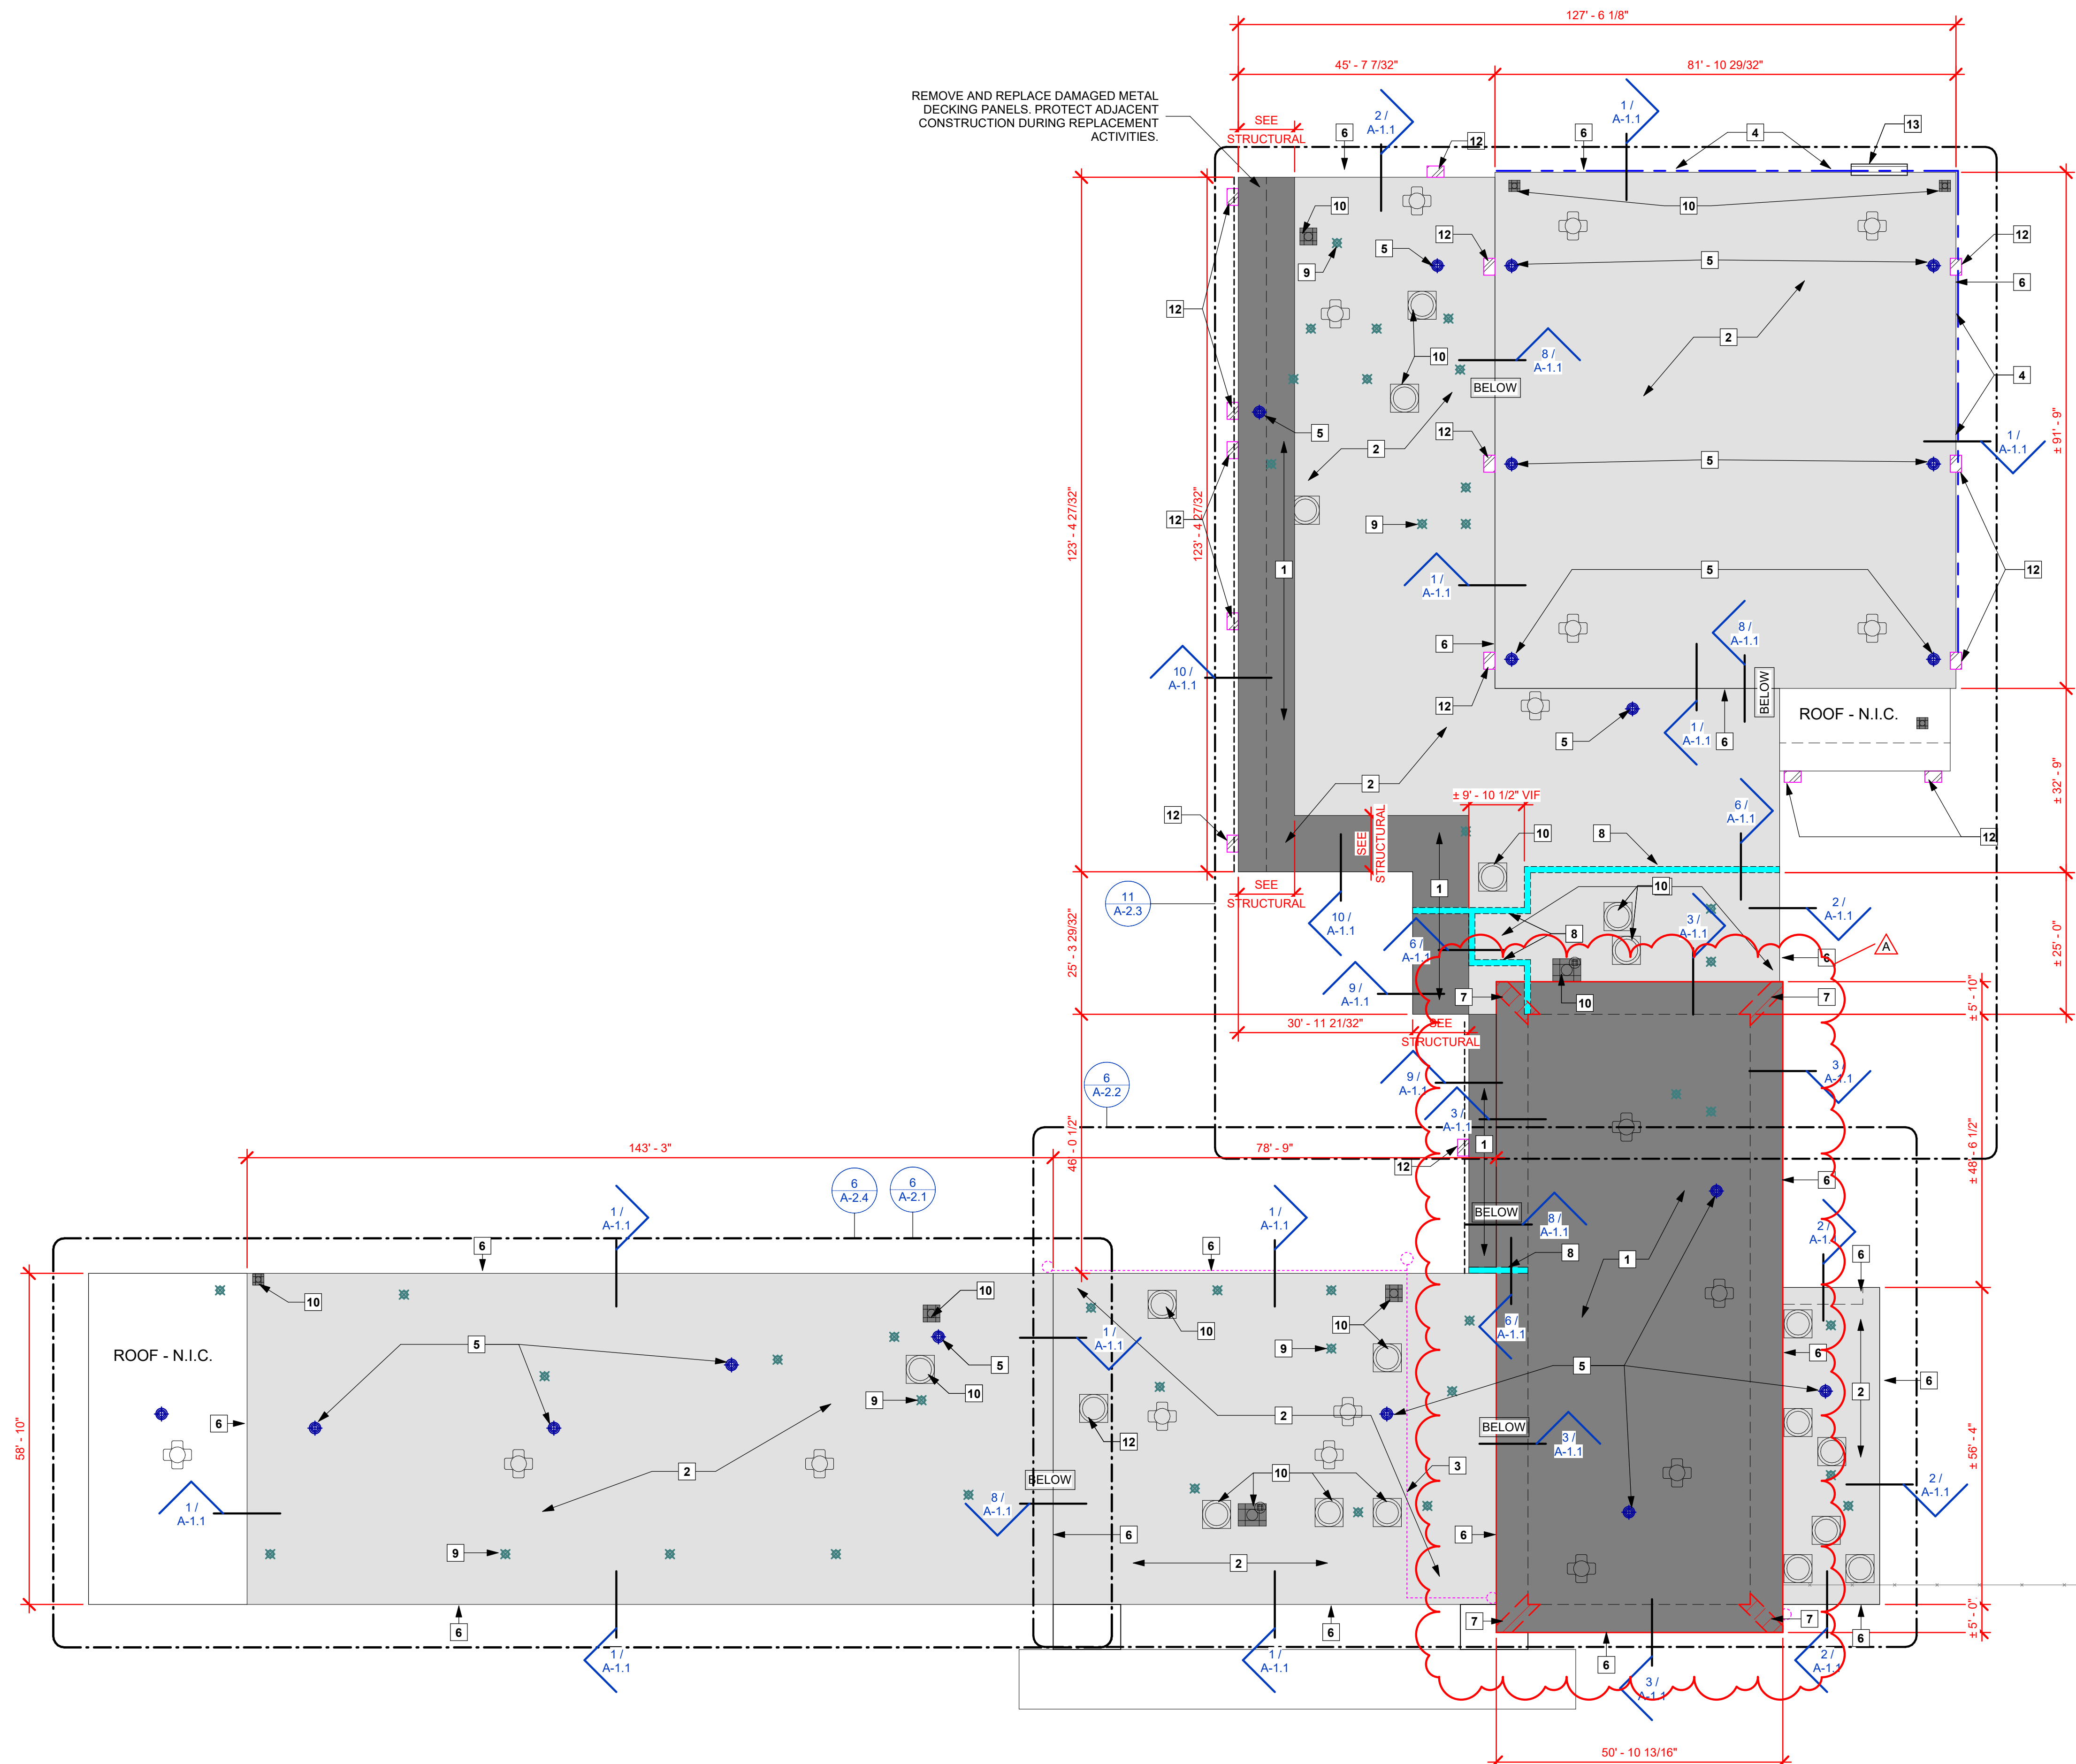 127' - 6 1/8"
45' - 7 7/32"
81' - 10 29/32"
REMOVE AND REPLACE DAMAGED METAL
DECKING PANELS. PROTECT ADJACENT
CONSTRUCTION DURING REPLACEMENT
ACTIVITIES.
SEE
STRUCTURAL
6
2 /
A-1.1
12
6
1 /
A-1.1
4
13
10
10
12
5
12
9
5
6
12
10
8 /
A-1.1
2
BELOW
4
5
12
2
5
1 /
A-1.1
± 91' - 9"
12
9
123' - 4 27/32"
123' - 4 27/32"
1
1 /
A-1.1
5
12
6
8 /
A-1.1
10 /
A-1.1
BELOW
12
5
1 /
A-1.1
6
ROOF - N.I.C.
2
± 9' - 10 1/2" VIF
± 32' - 9"
12
SEE
STRUCTURAL
6 /
A-1.1
10
8
12
SEE
STRUCTURAL
1
10
11
A-2.3
10 /
A-1.1
6 /
A-1.1
8
3 /
A-1.1
2 /
A-1.1
± 25' - 0"
A
6
25' - 3 29/32"
9 /
A-1.1
7
10
7
± 5' - 10"
30' - 11 21/32"
SEE
STRUCTURAL
6
A-2.2
9 /
A-1.1
3 /
A-1.1
3 /
A-1.1
46' - 0 1/2"
1
± 48' - 6 1/2"
143' - 3"
78' - 9"
12
6
6
A-2.4
6
A-2.1
1 /
A-1.1
1 /
A-1.1
BELOW
8 /
A-1.1
2 /
A-1.1
6
6
8
1
6
10
10
10
10
6 /
A-1.1
ROOF - N.I.C.
5
5
1 /
A-1.1
9
5
6
2
6
9
10
58' - 10"
6
2
12
BELOW
3 /
A-1.1
± 56' - 4"
2
BELOW
10
3
1 /
A-1.1
8 /
A-1.1
2 /
A-1.1
6
6
9
2
6
6
7
7
6
± 5' - 0"
1 /
A-1.1
1 /
A-1.1
6
3 /
A-1.1
2 /
A-1.1
50' - 10 13/16"